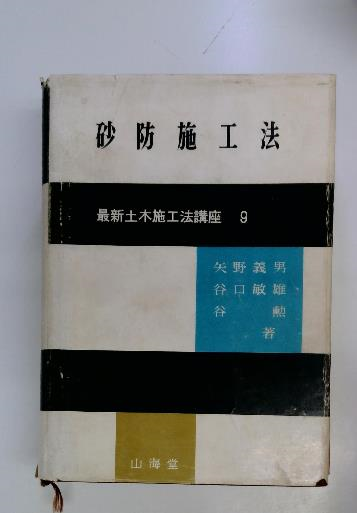 砂防施工法
最新土木施工法講座 9
矢野義男
谷口敏雄
谷 勲
著
山海堂